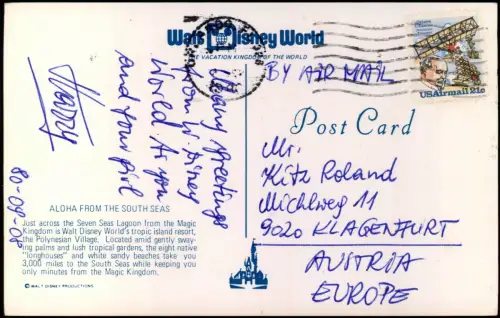 Walt Disney World
THE VACATION KINGDOM OF THE WORLD
BY AIR MAIL
USAirmail 21c
Many Greetings
from W. Disney
World to you
and your girl
Harry
80-09-08
Post Card
Mr.
Kitz Roland
Michlweg 11
9020 KLAGENFURT
AUSTRIA
EUROPE
ALOHA FROM THE SOUTH SEAS
Just across the Seven Seas Lagoon from the Magic
Kingdom is Walt Disney World's tropic island resort,
the Polynesian Village. Located amid gently sway-
ing palms and lush tropical gardens, the eight native
"longhouses" and white sandy beaches take you
3,000 miles to the South Seas while keeping you
only minutes from the Magic Kingdom.
© WALT DISNEY PRODUCTIONS